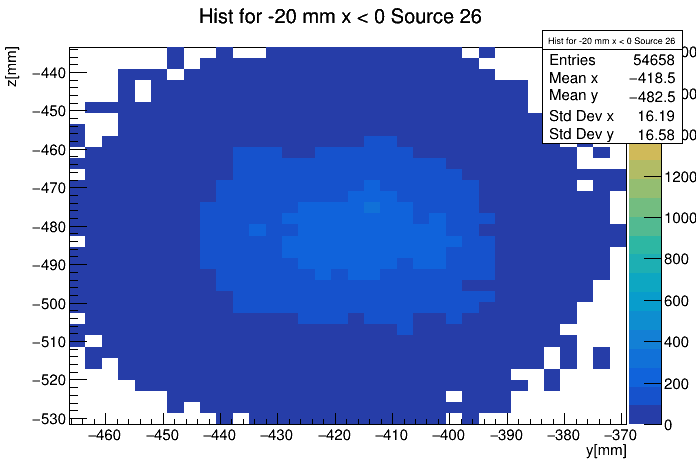 Hist for -20 mm x < 0 Source 26
Hist for -20 mm x < 0 Source 26
Entries 54658
Mean x −418.5
Mean y −482.5
Std Dev x 16.19
Std Dev y 16.58
z[mm]
−440
−450
−460
−470
−480
−490
−500
−510
−520
−530
−460 −450 −440 −430 −420 −410 −400 −390 −380 −370
y[mm]
1200
1000
800
600
400
200
0